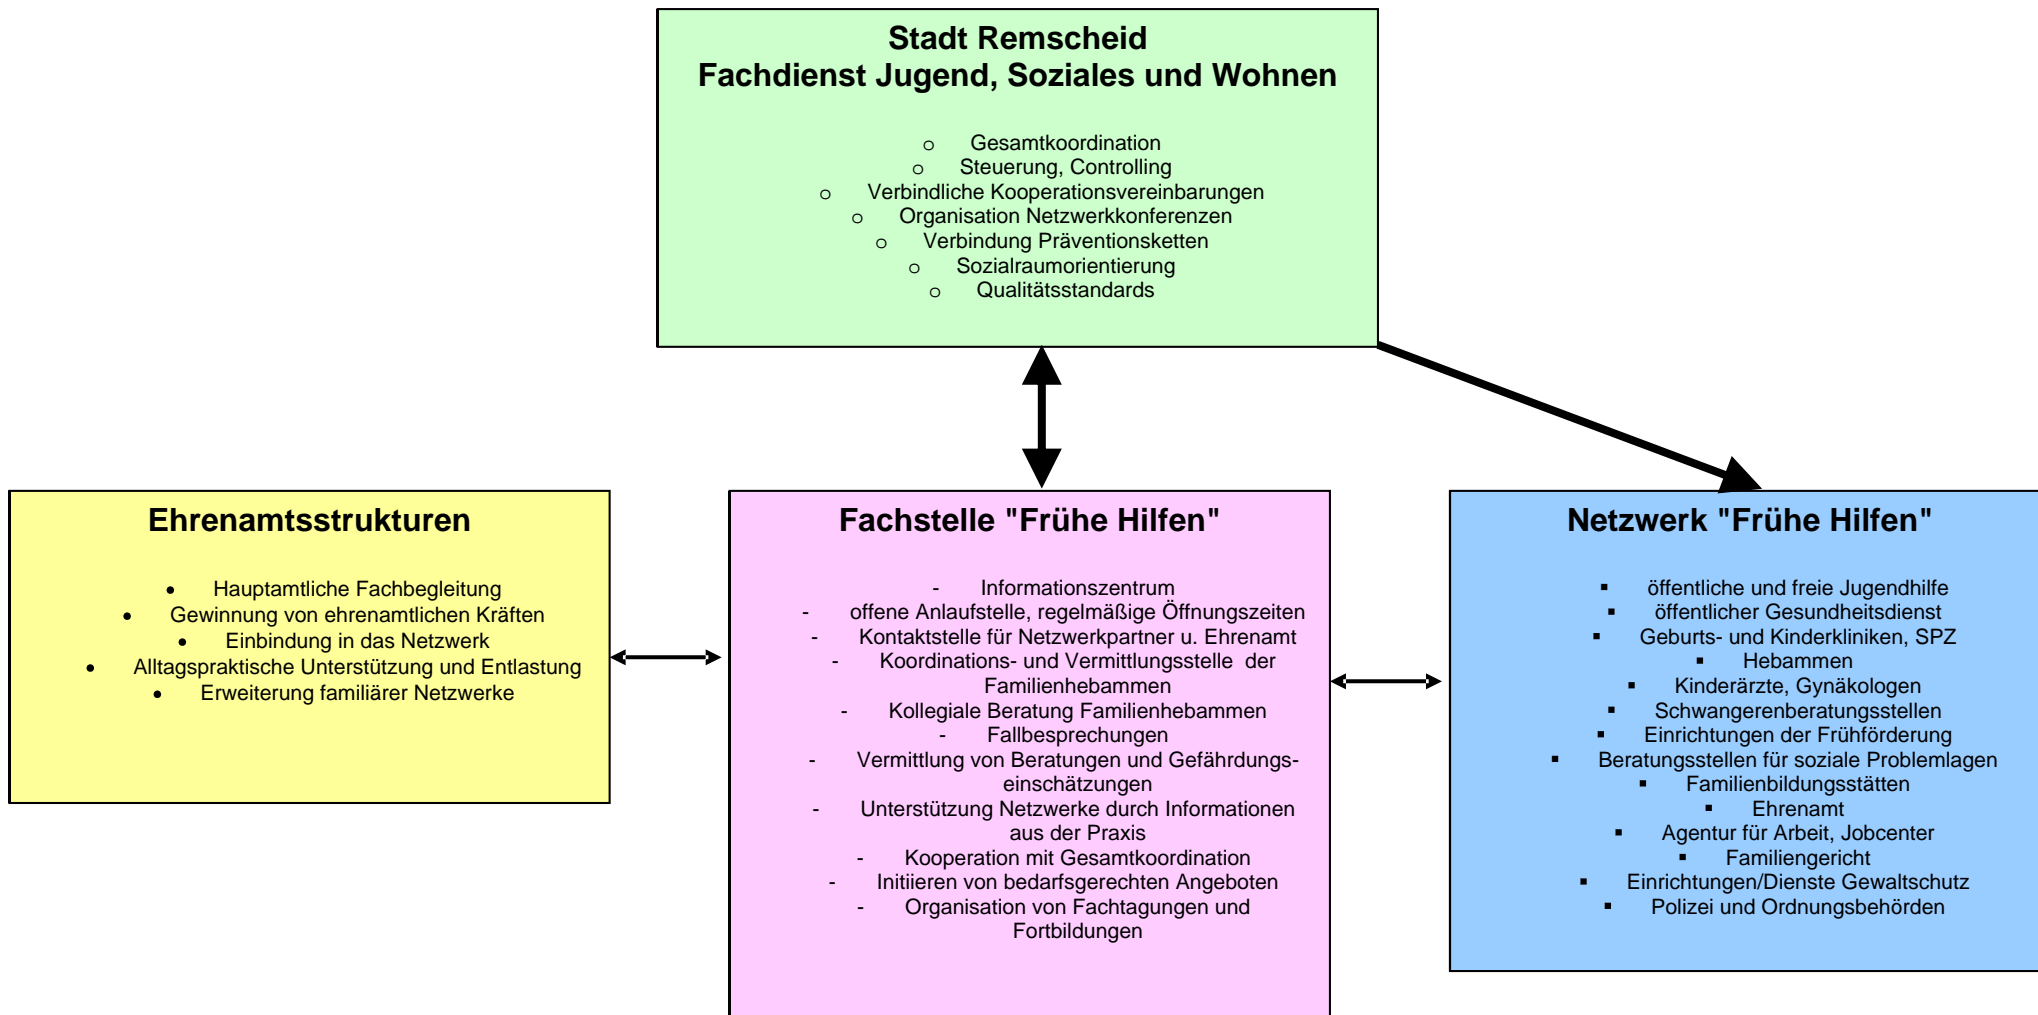 Stadt Remscheid
Fachdienst Jugend, Soziales und Wohnen
o Gesamtkoordination
o Steuerung, Controlling
o Verbindliche Kooperationsvereinbarungen
o Organisation Netzwerkkonferenzen
o Verbindung Präventionsketten
o Sozialraumorientierung
o Qualitätsstandards
Ehrenamtsstrukturen
• Hauptamtliche Fachbegleitung
• Gewinnung von ehrenamtlichen Kräften
• Einbindung in das Netzwerk
• Alltagspraktische Unterstützung und Entlastung
• Erweiterung familiärer Netzwerke
Fachstelle "Frühe Hilfen"
- Informationszentrum
- offene Anlaufstelle, regelmäßige Öffnungszeiten
- Kontaktstelle für Netzwerkpartner u. Ehrenamt
- Koordinations- und Vermittlungsstelle der
Familienhebammen
- Kollegiale Beratung Familienhebammen
- Fallbesprechungen
- Vermittlung von Beratungen und Gefährdungs-
einschätzungen
- Unterstützung Netzwerke durch Informationen
aus der Praxis
- Kooperation mit Gesamtkoordination
- Initiieren von bedarfsgerechten Angeboten
- Organisation von Fachtagungen und
Fortbildungen
Netzwerk "Frühe Hilfen"
▪ öffentliche und freie Jugendhilfe
▪ öffentlicher Gesundheitsdienst
▪ Geburts- und Kinderkliniken, SPZ
▪ Hebammen
▪ Kinderärzte, Gynäkologen
▪ Schwangerenberatungsstellen
▪ Einrichtungen der Frühförderung
▪ Beratungsstellen für soziale Problemlagen
▪ Familienbildungsstätten
▪ Ehrenamt
▪ Agentur für Arbeit, Jobcenter
▪ Familiengericht
▪ Einrichtungen/Dienste Gewaltschutz
▪ Polizei und Ordnungsbehörden